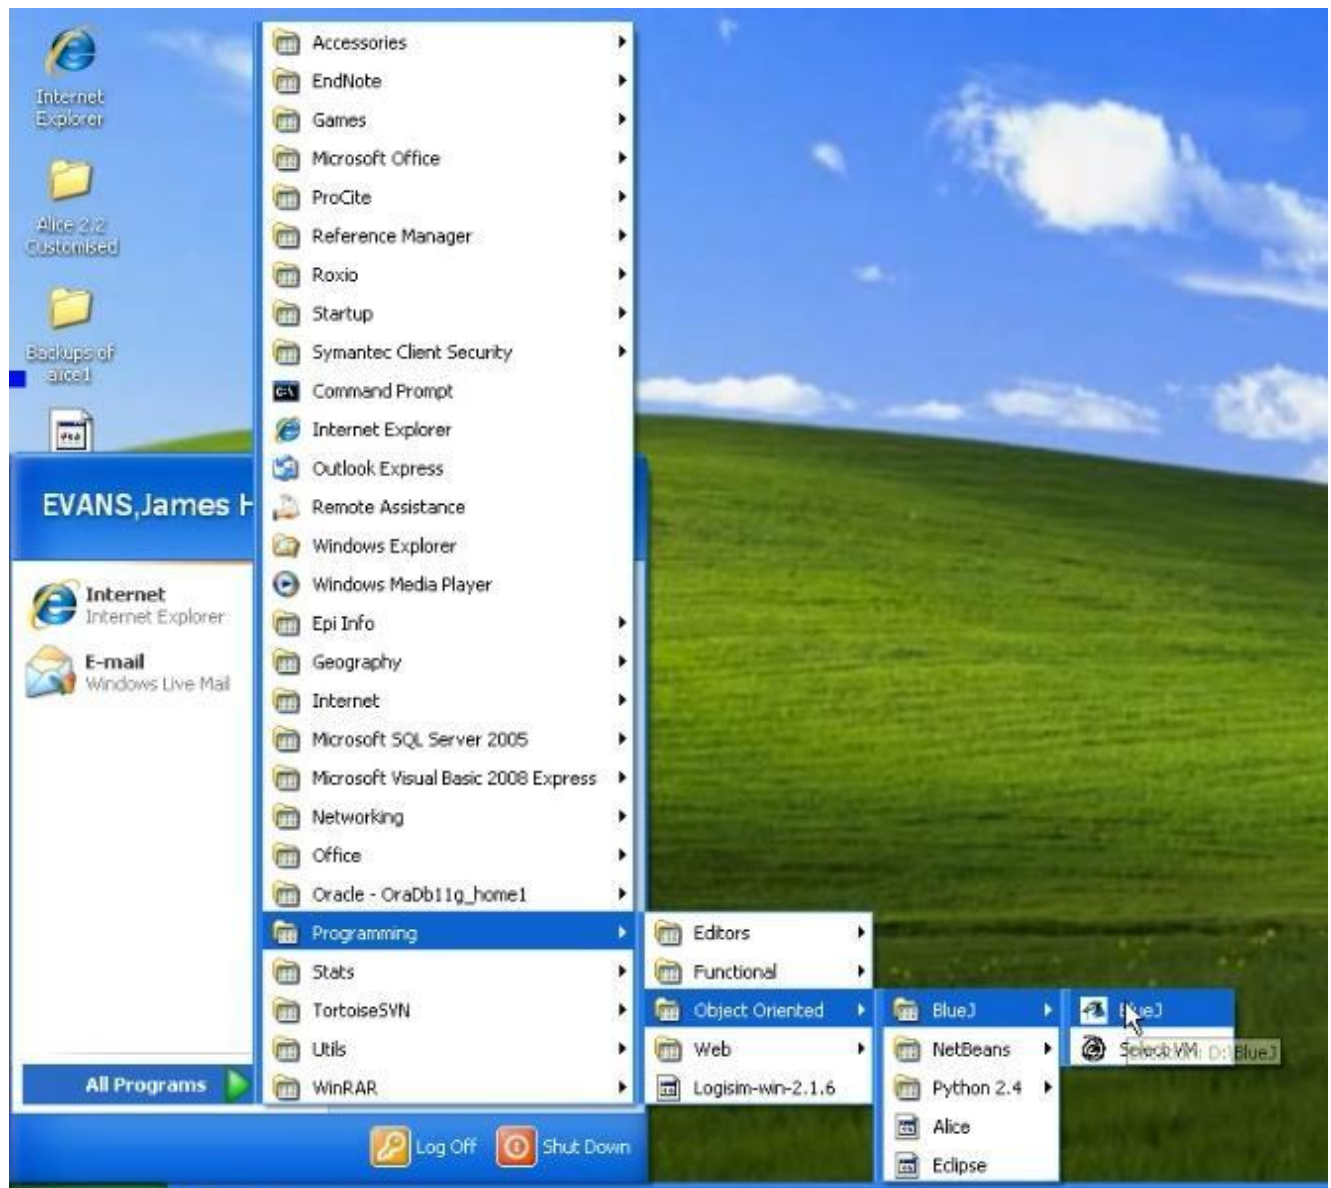 Internet
Explorer
Alice 2.2
Customised
Backups of
alice1
EVANS,James H
Internet
Internet Explorer
E-mail
Windows Live Mail
All Programs
Log Off
Shut Down
Accessories
EndNote
Games
Microsoft Office
ProCite
Reference Manager
Roxio
Startup
Symantec Client Security
Command Prompt
Internet Explorer
Outlook Express
Remote Assistance
Windows Explorer
Windows Media Player
Epi Info
Geography
Internet
Microsoft SQL Server 2005
Microsoft Visual Basic 2008 Express
Networking
Office
Oracle - OraDb11g_home1
Programming
Stats
TortoiseSVN
Utils
WinRAR
Editors
Functional
Object Oriented
Web
Logisim-win-2.1.6
BlueJ
NetBeans
Python 2.4
Alice
Eclipse
BlueJ
Select VM
D:\BlueJ